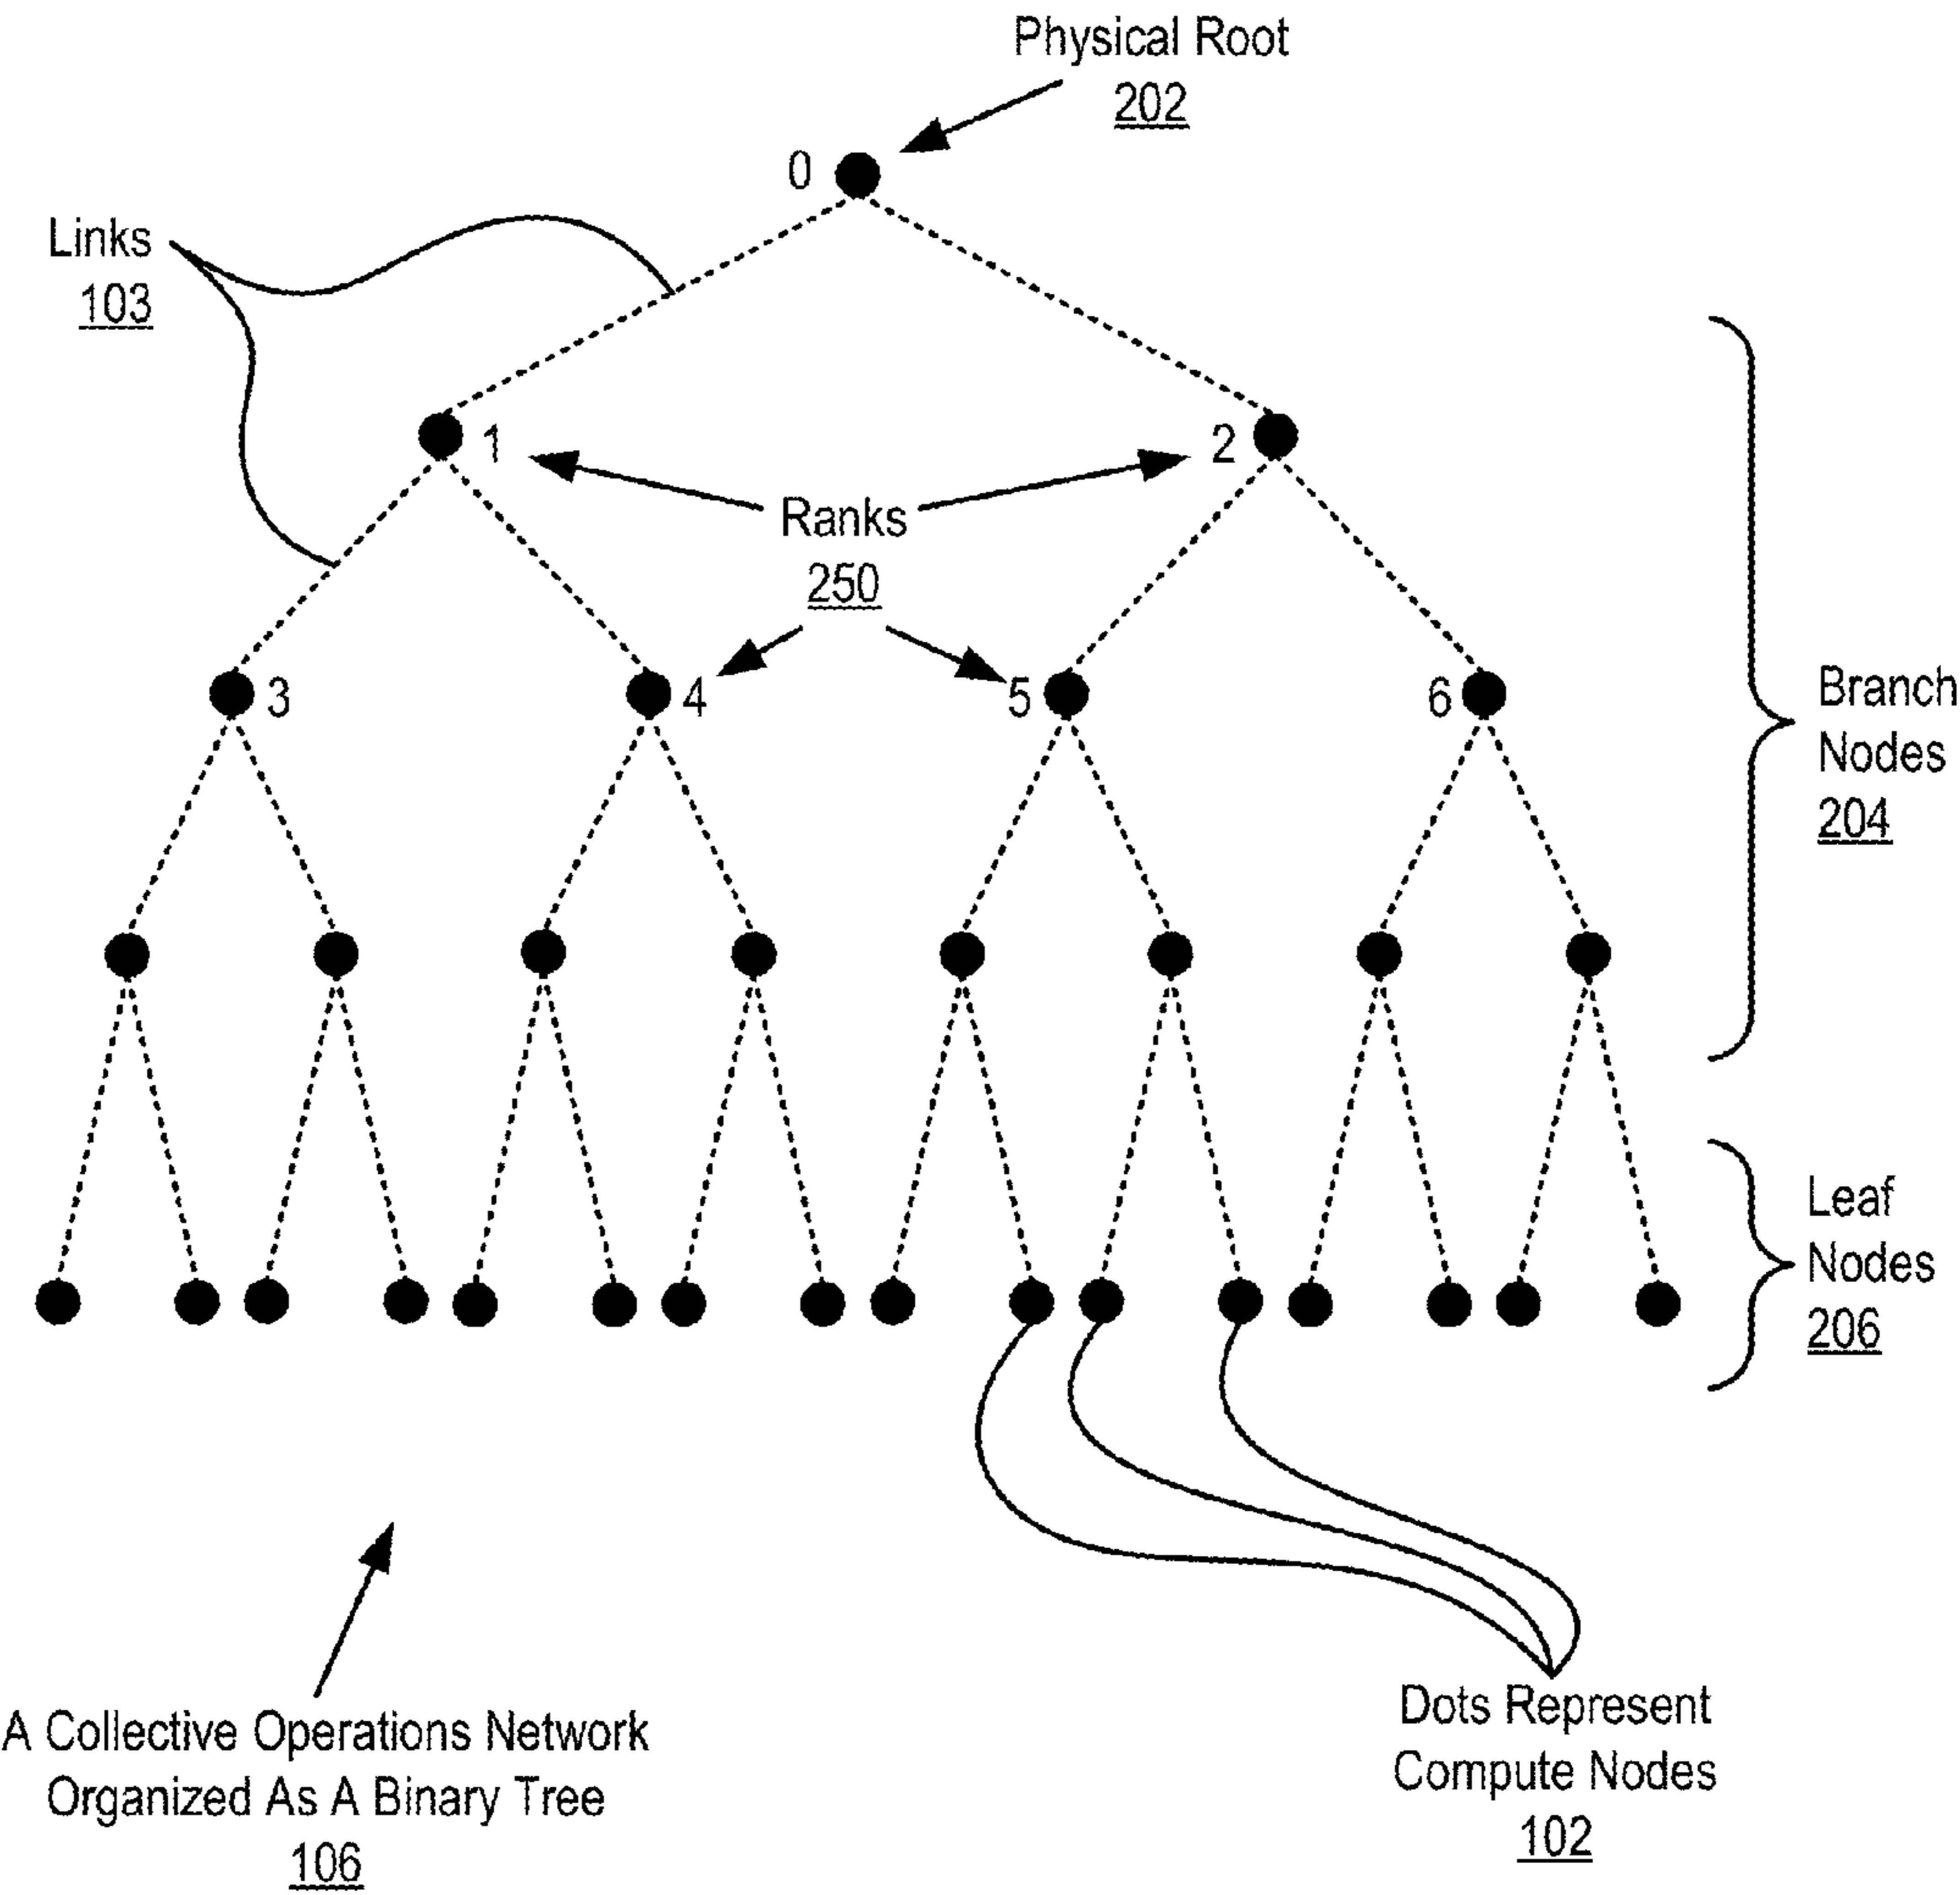 Physical Root
202
0
Links
103
1
2
Ranks
250
3
4
5
6
Branch
Nodes
204
Leaf
Nodes
206
A Collective Operations Network
Organized As A Binary Tree
106
Dots Represent
Compute Nodes
102